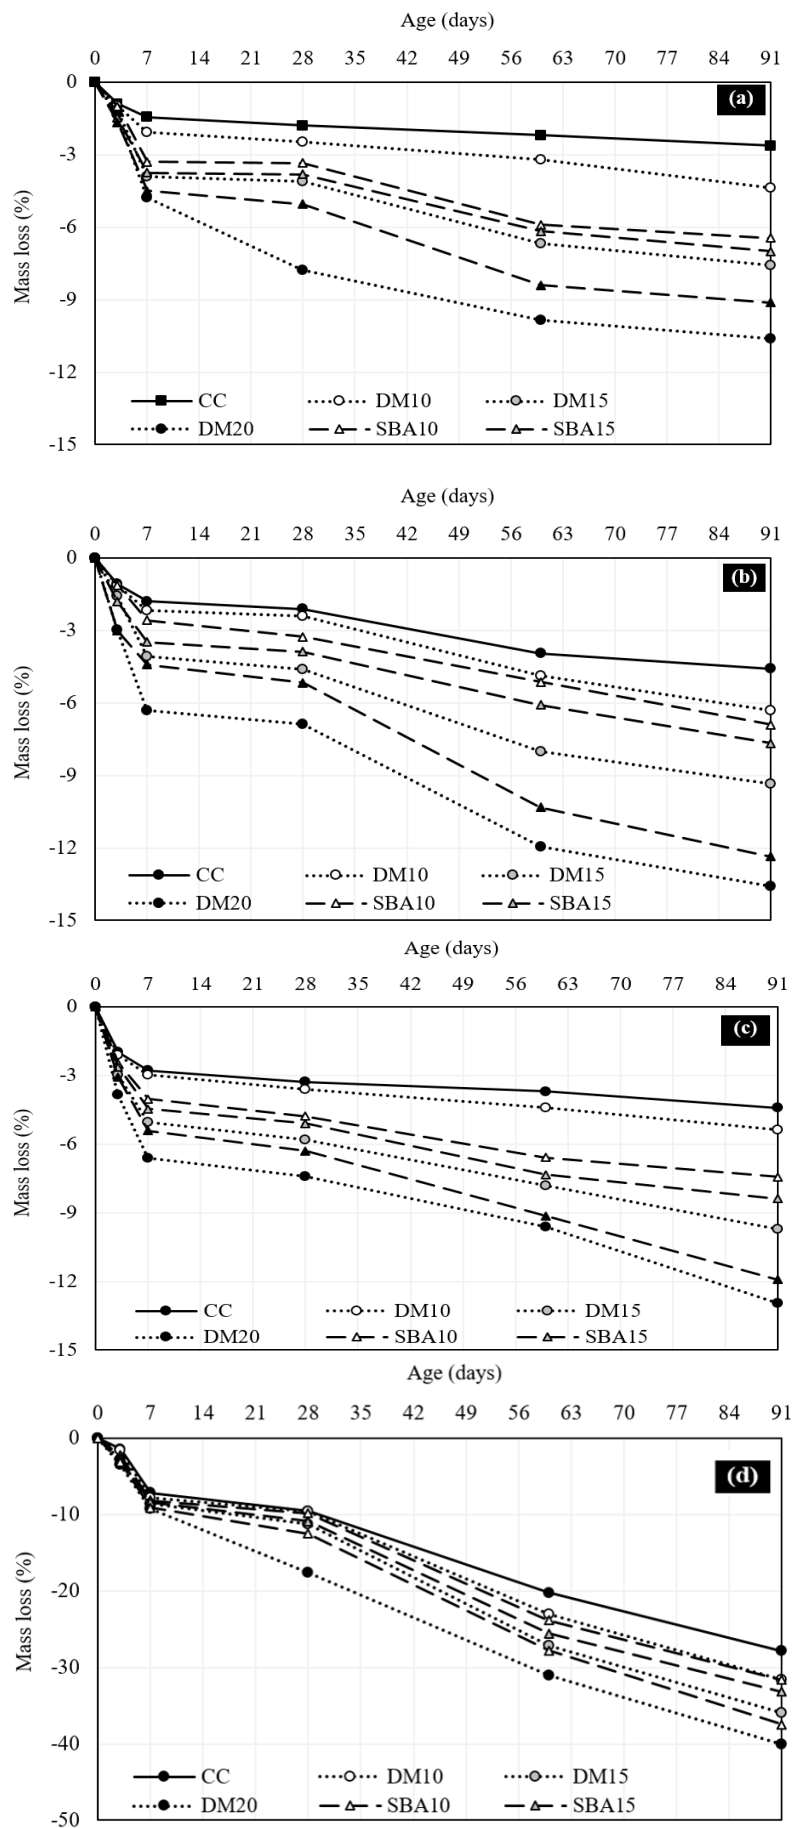 Age (days)
0 7 14 21 28 35 42 49 56 63 70 77 84 91
0
(a)
-3
-6
Mass loss (%)
-9
-12
CC DM10 DM15
DM20 SBA10 SBA15
-15
Age (days)
0 7 14 21 28 35 42 49 56 63 70 77 84 91
0
(b)
-3
-6
Mass loss (%)
-9
-12
CC DM10 DM15
DM20 SBA10 SBA15
-15
Age (days)
0 7 14 21 28 35 42 49 56 63 70 77 84 91
0
(c)
-3
-6
Mass loss (%)
-9
-12
CC DM10 DM15
DM20 SBA10 SBA15
-15
Age (days)
0 7 14 21 28 35 42 49 56 63 70 77 84 91
0
(d)
-10
-20
Mass loss (%)
-30
-40
CC DM10 DM15
DM20 SBA10 SBA15
-50